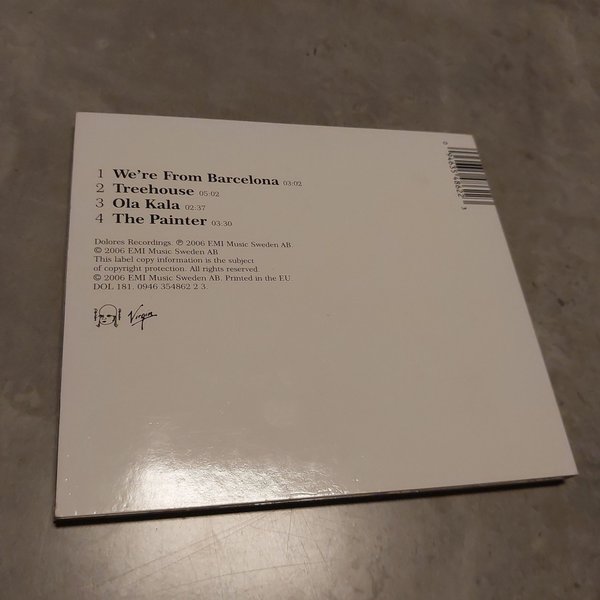 1 We're From Barcelona 03:02
2 Treehouse 05:02
3 Ola Kala 02:37
4 The Painter 03:30
Dolores Recordings. ℗ 2006 EMI Music Sweden AB.
© 2006 EMI Music Sweden AB
This label copy information is the subject
of copyright protection. All rights reserved.
© 2006 EMI Music Sweden AB. Printed in the EU.
DOL 181. 0946 354862 2 3
Virgin